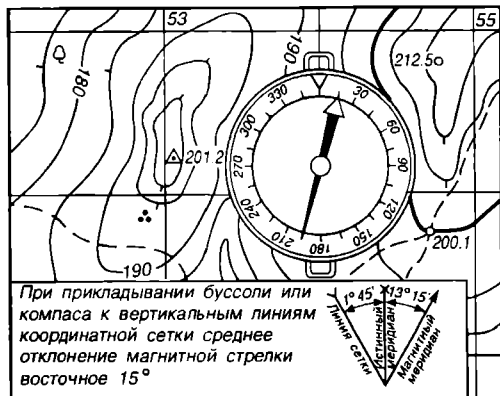 53
55
190
212.5
180
201.2
330
30
300
60
270
90
240
120
210
180
150
200.1
190
При прикладывании буссоли или
компаса к вертикальным линиям
координатной сетки среднее
отклонение магнитной стрелки
восточное 15°
1° 45'
13° 15'
Линия сетки
Истинный
меридиан
Магнитный
меридиан